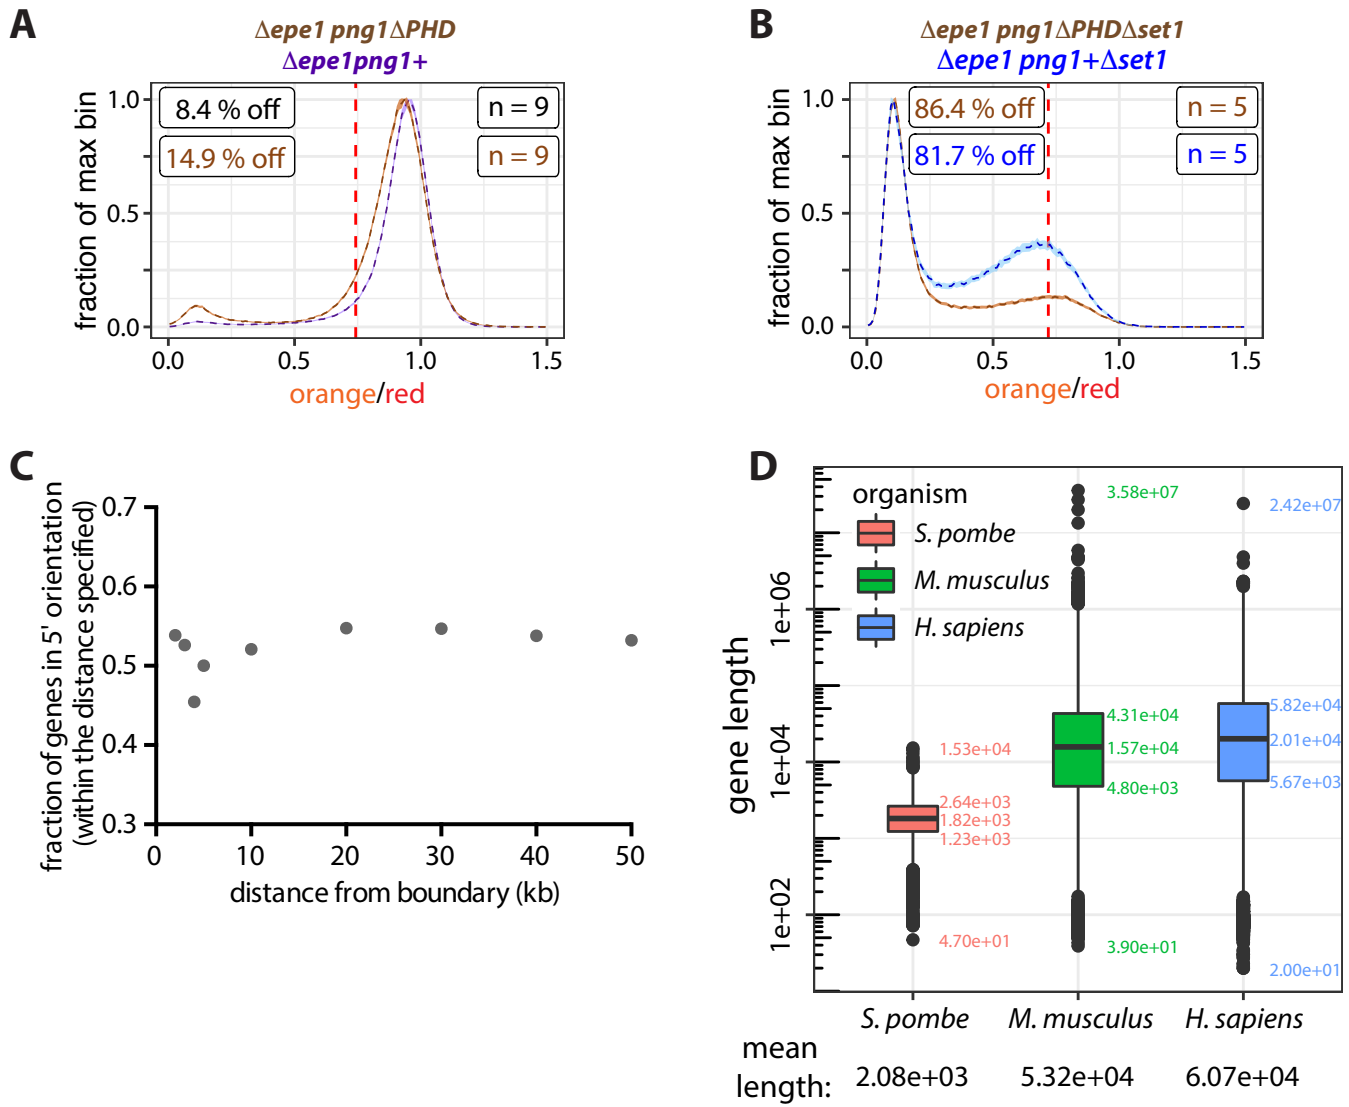 A
Δepe1 png1ΔPHD
Δepe1png1+
fraction of max bin
1.0
0.5
0.0
8.4 % off
14.9 % off
n = 9
n = 9
0.0
0.5
1.0
1.5
orange/red
B
Δepe1 png1ΔPHDΔset1
Δepe1 png1+Δset1
fraction of max bin
1.0
0.5
0.0
86.4 % off
81.7 % off
n = 5
n = 5
0.0
0.5
1.0
1.5
orange/red
C
fraction of genes in 5' orientation
(within the distance specified)
0.7
0.6
0.5
0.4
0.3
0
10
20
30
40
50
distance from boundary (kb)
D
gene length
1e+06
1e+04
1e+02
organism
S. pombe
M. musculus
H. sapiens
1.53e+04
2.64e+03
1.82e+03
1.23e+03
4.70e+01
3.58e+07
4.31e+04
1.57e+04
4.80e+03
3.90e+01
2.42e+07
5.82e+04
2.01e+04
5.67e+03
2.00e+01
S. pombe
M. musculus
H. sapiens
mean
length:
2.08e+03
5.32e+04
6.07e+04